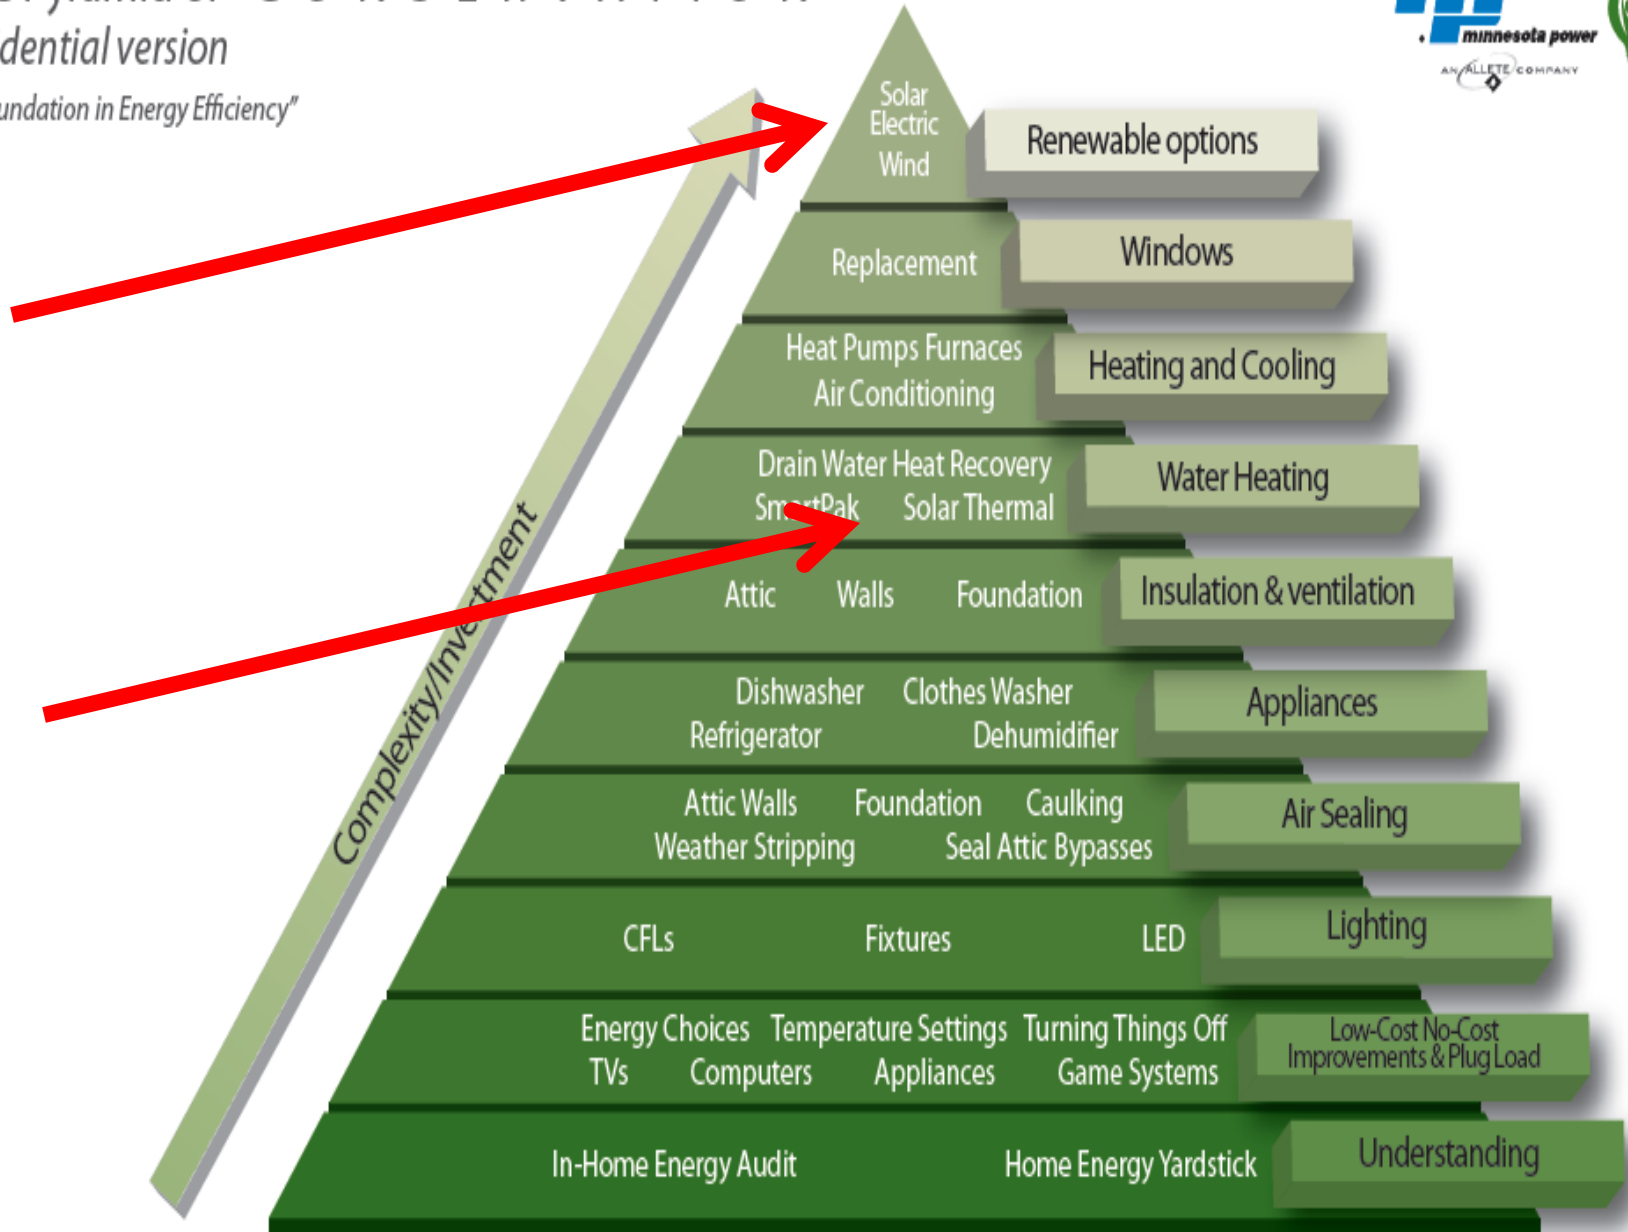 dential version
undation in Energy Efficiency"
minnesota power
AN ALLETE COMPANY
Solar
Electric
Wind
Renewable options
Replacement
Windows
Heat Pumps Furnaces
Air Conditioning
Heating and Cooling
Drain Water Heat Recovery
SmartPak Solar Thermal
Water Heating
Attic Walls Foundation
Insulation & ventilation
Dishwasher Clothes Washer
Refrigerator Dehumidifier
Appliances
Attic Walls Foundation Caulking
Weather Stripping Seal Attic Bypasses
Air Sealing
CFLs Fixtures LED
Lighting
Energy Choices Temperature Settings Turning Things Off
TVs Computers Appliances Game Systems
Low-Cost No-Cost
Improvements & Plug Load
In-Home Energy Audit Home Energy Yardstick
Understanding
Complexity/Investment